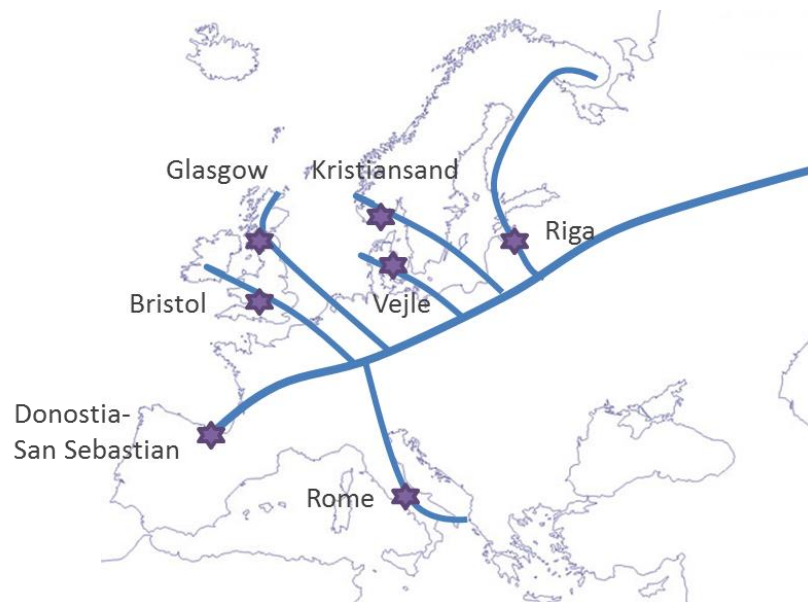 Glasgow
Kristiansand
Riga
Bristol
Vejle
Donostia-
San Sebastian
Rome